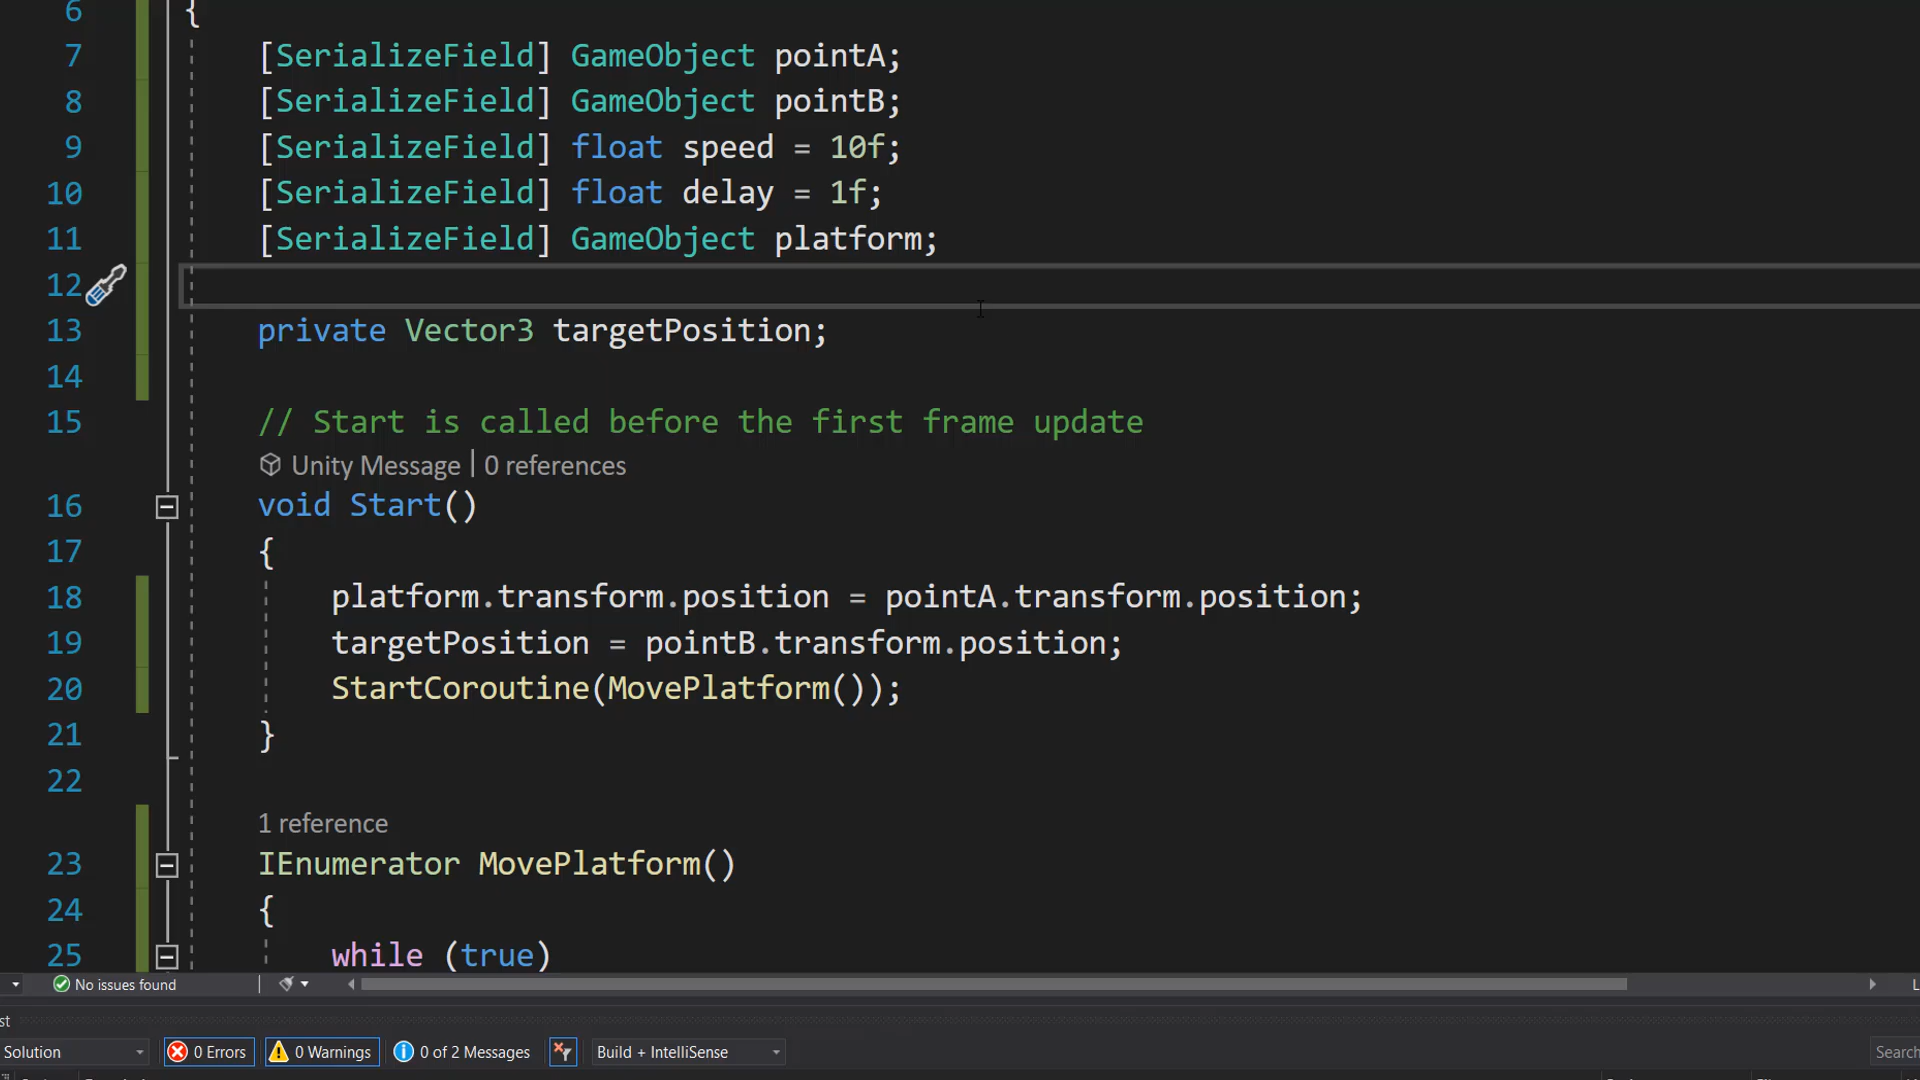 6 {
7 [SerializeField] GameObject pointA;
8 [SerializeField] GameObject pointB;
9 [SerializeField] float speed = 10f;
10 [SerializeField] float delay = 1f;
11 [SerializeField] GameObject platform;
12
13 private Vector3 targetPosition;
14
15 // Start is called before the first frame update
Unity Message | 0 references
16 void Start()
17 {
18 platform.transform.position = pointA.transform.position;
19 targetPosition = pointB.transform.position;
20 StartCoroutine(MovePlatform());
21 }
22
1 reference
23 IEnumerator MovePlatform()
24 {
25 while (true)
No issues found
st
Solution 0 Errors 0 Warnings 0 of 2 Messages Build + IntelliSense Search